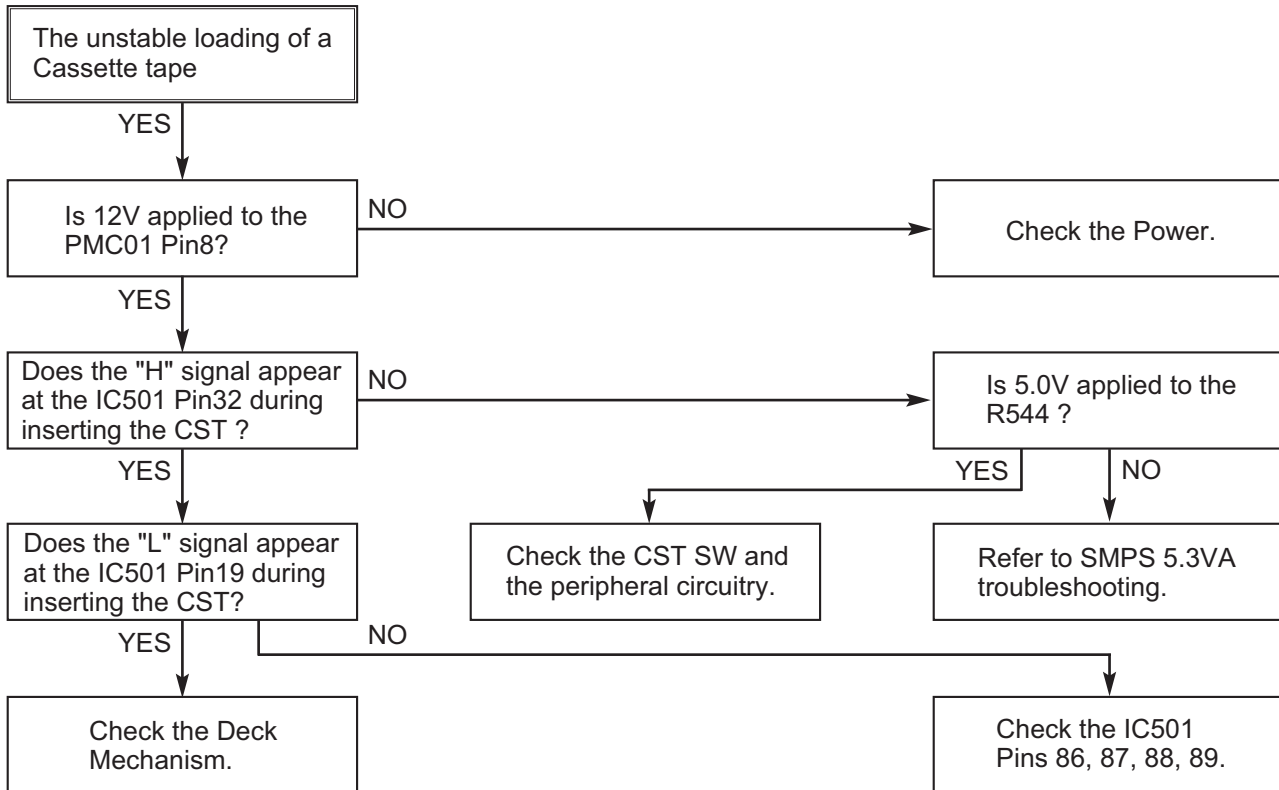 The unstable loading of a
Cassette tape
YES
Is 12V applied to the
PMC01 Pin8?
NO
Check the Power.
YES
Does the "H" signal appear
at the IC501 Pin32 during
inserting the CST ?
NO
Is 5.0V applied to the
R544 ?
YES
YES
NO
Does the "L" signal appear
at the IC501 Pin19 during
inserting the CST?
Check the CST SW and
the peripheral circuitry.
Refer to SMPS 5.3VA
troubleshooting.
YES
NO
Check the Deck
Mechanism.
Check the IC501
Pins 86, 87, 88, 89.